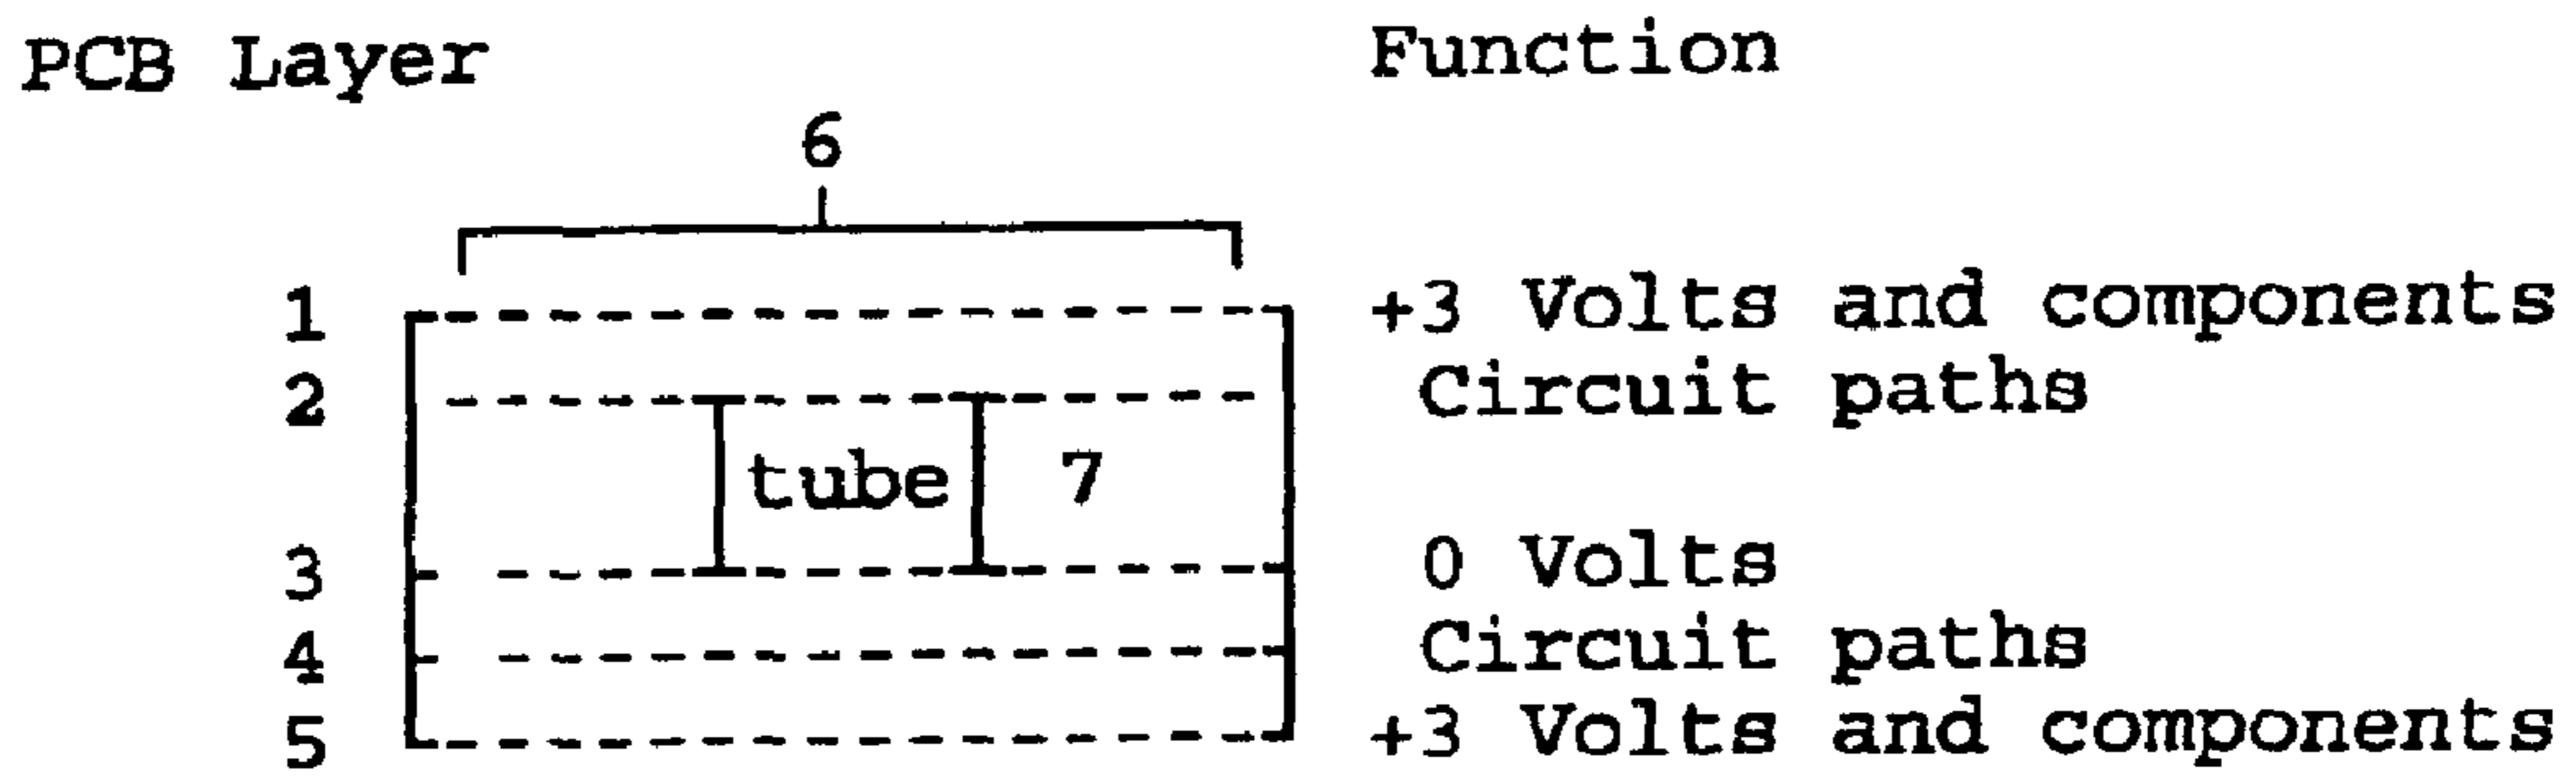 PCB Layer Function
6
1 +3 Volts and components
2 Circuit paths
tube 7
3 0 Volts
4 Circuit paths
5 +3 Volts and components